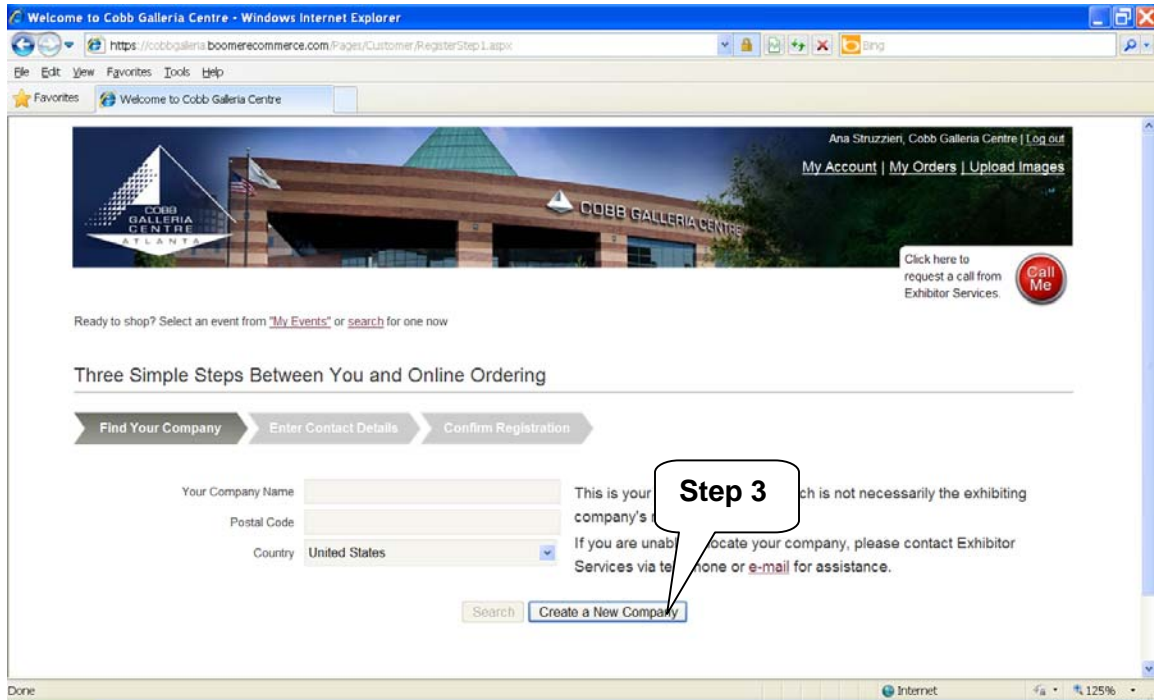 Welcome to Cobb Galleria Centre - Windows Internet Explorer
https://cobbgalleria.boomerecommerce.com/Pages/Customer/RegisterStep1.aspx
Bing
File Edit View Favorites Tools Help
Favorites Welcome to Cobb Galleria Centre
Ana Struzzieri, Cobb Galleria Centre | Log out
My Account | My Orders | Upload Images
COBB
GALLERIA
CENTRE
ATLANTA
COBB GALLERIA CENTRE
Click here to
request a call from
Exhibitor Services.
Call
Me
Ready to shop? Select an event from "My Events" or search for one now
Three Simple Steps Between You and Online Ordering
Find Your Company Enter Contact Details Confirm Registration
Step 3
Your Company Name
This is your ch is not necessarily the exhibiting
Postal Code
company's
Country United States
If you are unab ocate your company, please contact Exhibitor
Services via te hone or e-mail for assistance.
Search Create a New Company
Done Internet 125%